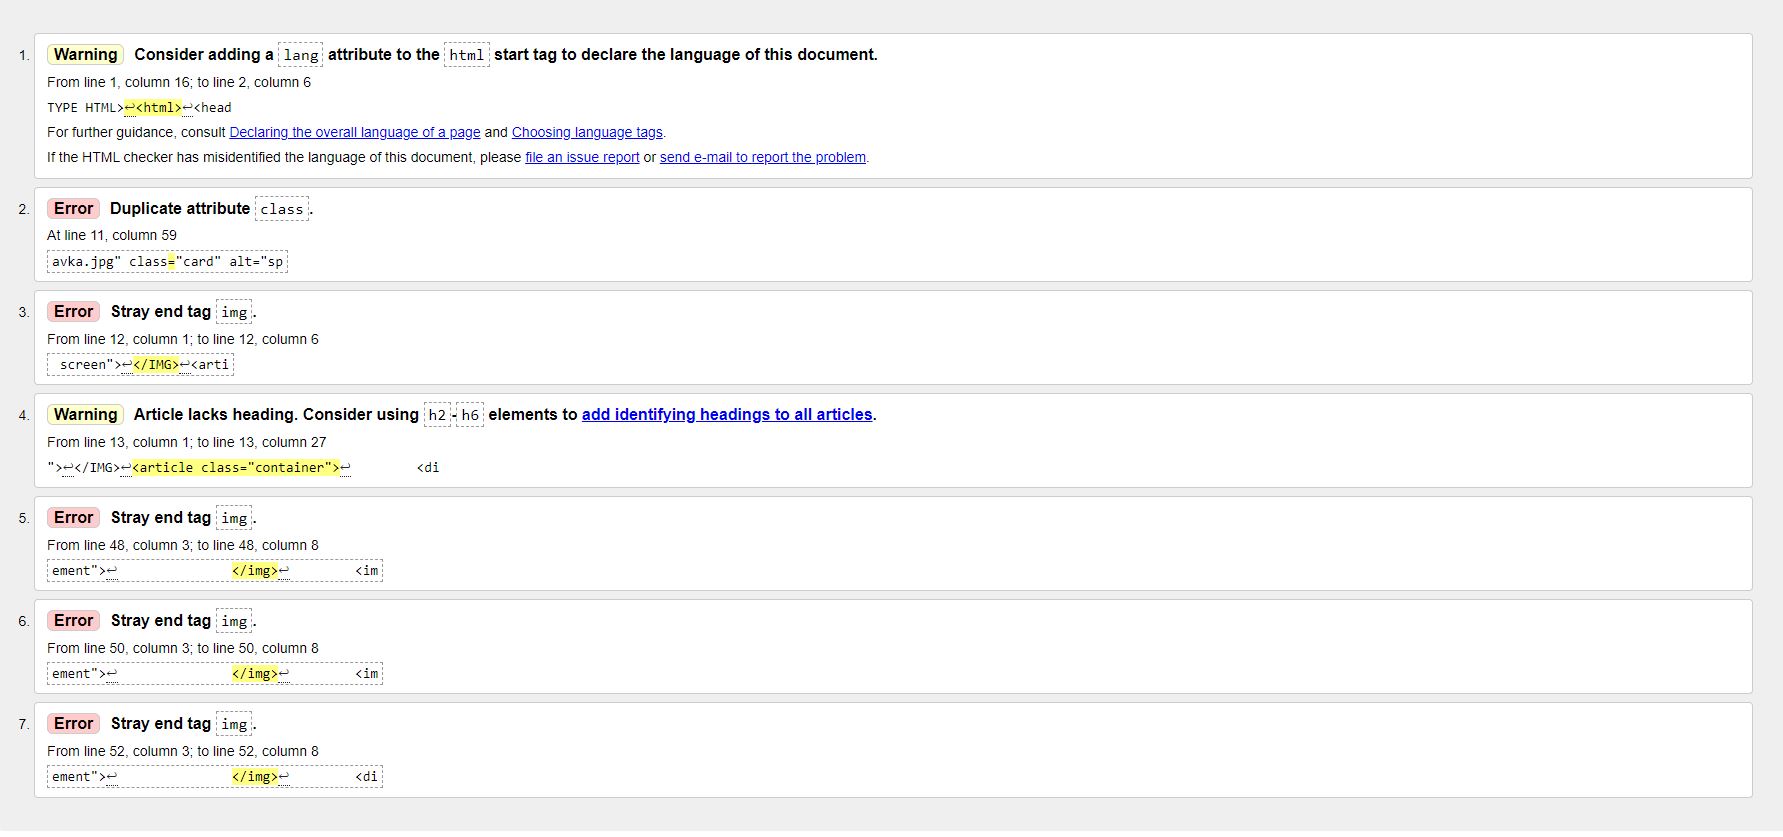 1. Warning Consider adding a lang attribute to the html start tag to declare the language of this document.
From line 1, column 16; to line 2, column 6
TYPE HTML>↩<html>↩<head
For further guidance, consult Declaring the overall language of a page and Choosing language tags.
If the HTML checker has misidentified the language of this document, please file an issue report or send e-mail to report the problem.
2. Error Duplicate attribute class.
At line 11, column 59
avka.jpg" class="card" alt="sp
3. Error Stray end tag img.
From line 12, column 1; to line 12, column 6
screen">↩</IMG>↩<arti
4. Warning Article lacks heading. Consider using h2-h6 elements to add identifying headings to all articles.
From line 13, column 1; to line 13, column 27
">↩</IMG>↩<article class="container">↩ <di
5. Error Stray end tag img.
From line 48, column 3; to line 48, column 8
ement">↩ </img>↩ <im
6. Error Stray end tag img.
From line 50, column 3; to line 50, column 8
ement">↩ </img>↩ <im
7. Error Stray end tag img.
From line 52, column 3; to line 52, column 8
ement">↩ </img>↩ <di